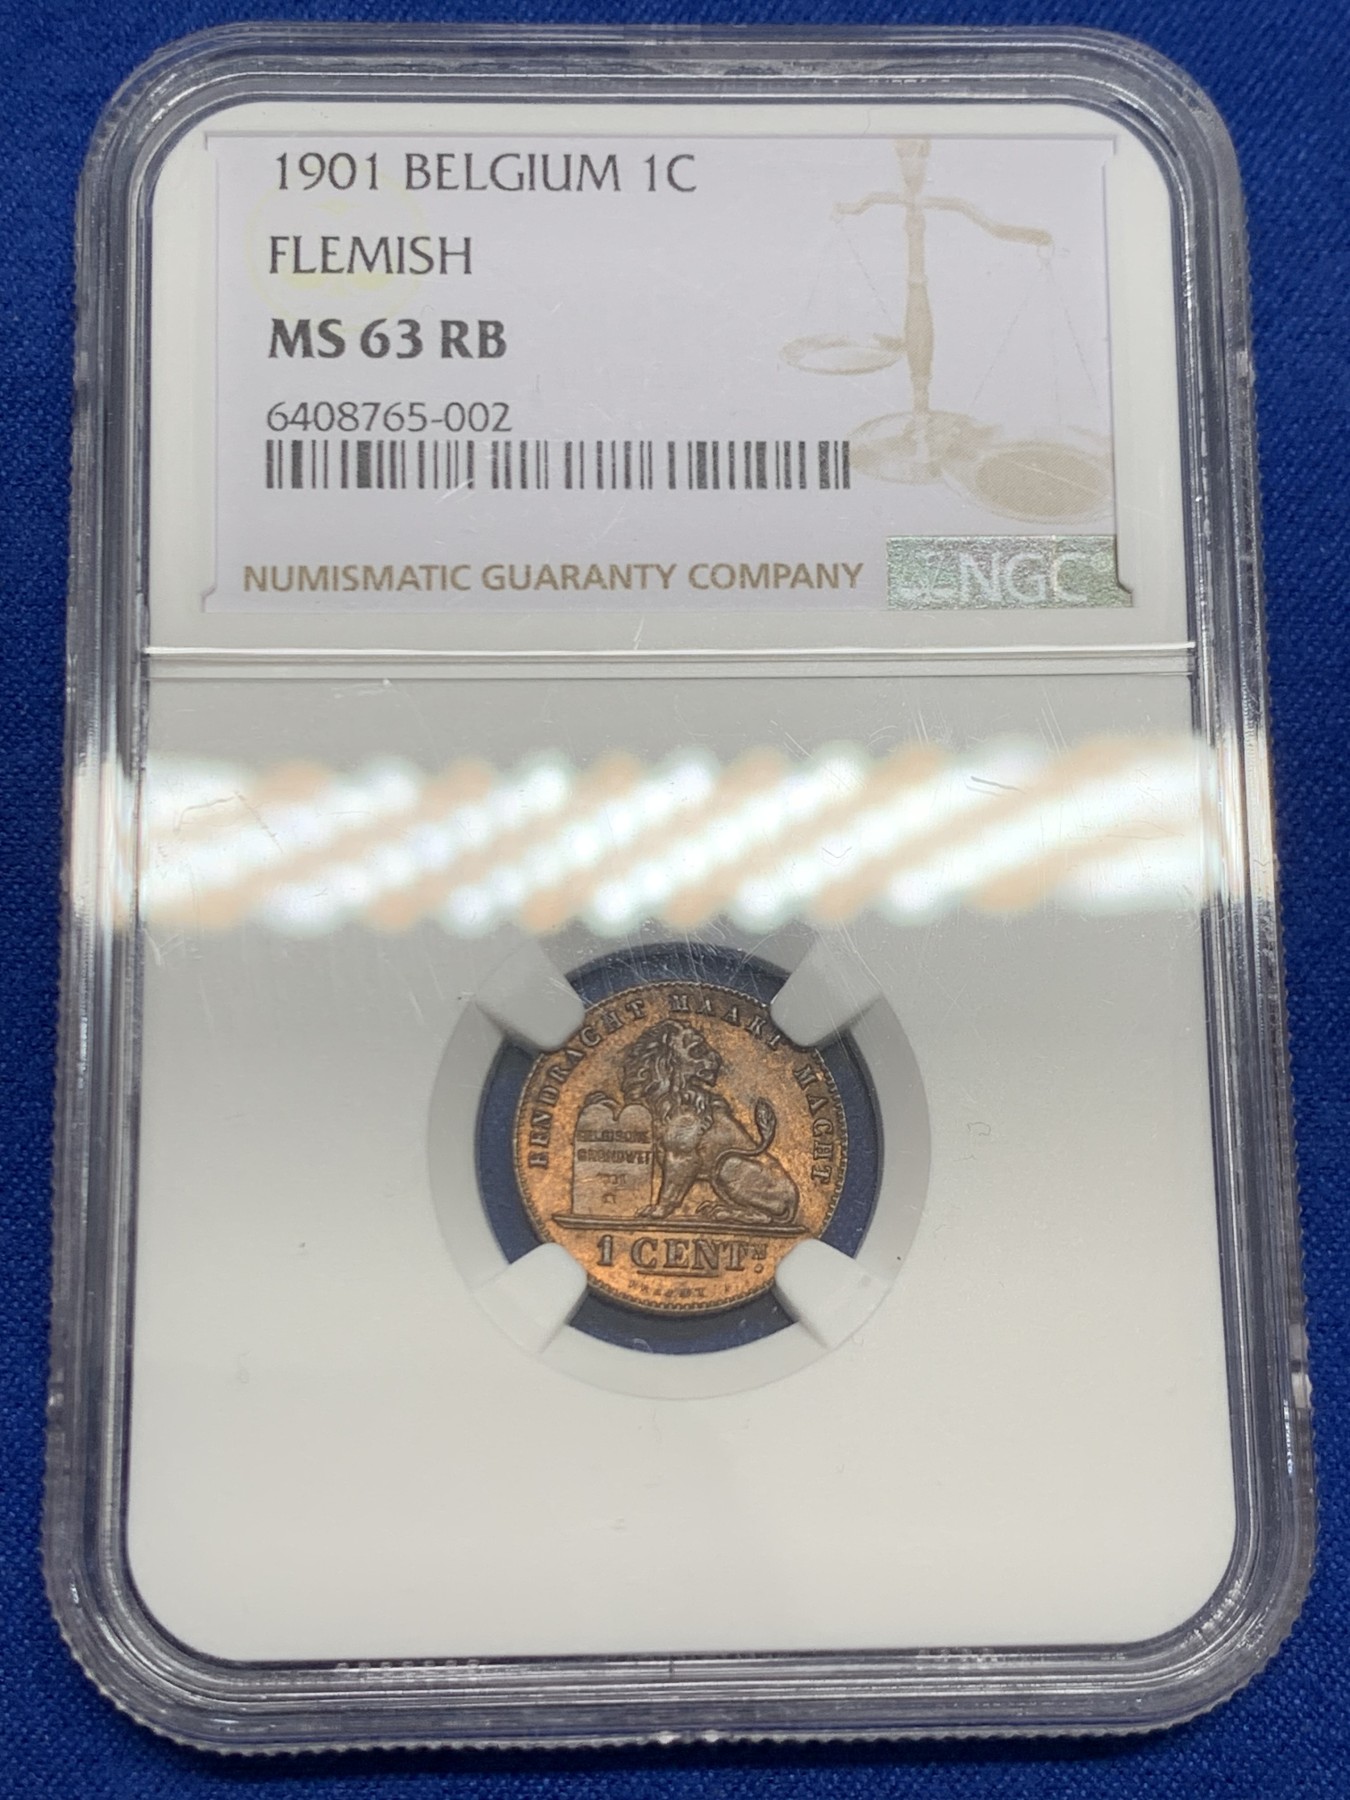 1901 BELGIUM 1C
FLEMISH
MS 63 RB
6408765-002
NUMISMATIC GUARANTY COMPANY
NGC
EENDRACHT MAAKT MACHT
BELGISCHE
GRONDWET
1 CENTM